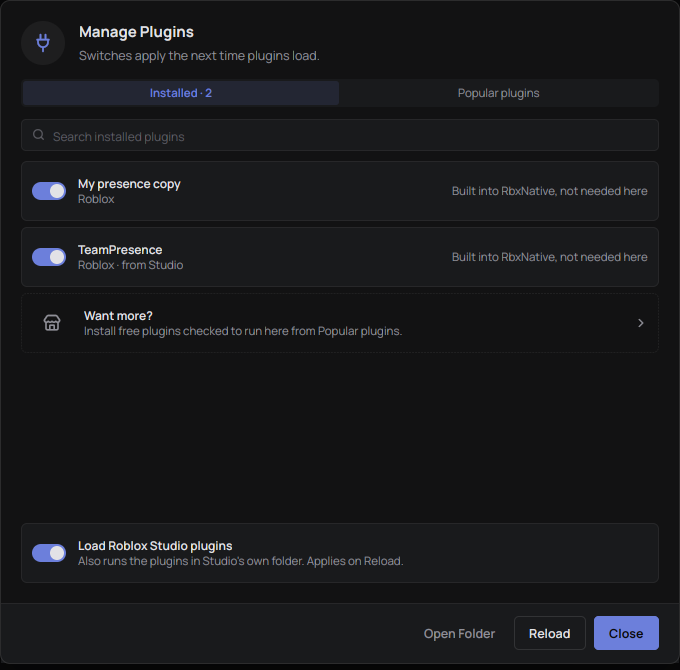 Manage Plugins
Switches apply the next time plugins load.
Installed · 2
Popular plugins
Search installed plugins
My presence copy
Roblox
Built into RbxNative, not needed here
TeamPresence
Roblox · from Studio
Built into RbxNative, not needed here
Want more?
Install free plugins checked to run here from Popular plugins.
Load Roblox Studio plugins
Also runs the plugins in Studio's own folder. Applies on Reload.
Open Folder
Reload
Close